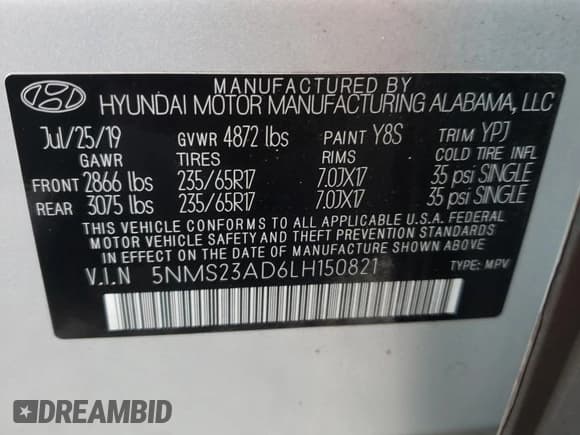 MANUFACTURED BY
HYUNDAI MOTOR MANUFACTURING ALABAMA, LLC
Jul/25/19 GVWR 4872 lbs PAINT Y8S TRIM YPJ
GAWR TIRES RIMS COLD TIRE INFL
FRONT 2866 lbs 235/65R17 7.0JX17 35 psi SINGLE
REAR 3075 lbs 235/65R17 7.0JX17 35 psi SINGLE
THIS VEHICLE CONFORMS TO ALL APPLICABLE U.S.A. FEDERAL
MOTOR VEHICLE SAFETY AND THEFT PREVENTION STANDARDS
IN EFFECT ON THE DATE OF MANUFACTURE SHOWN ABOVE.
V.I.N 5NMS23AD6LH150821 TYPE: MPV
DREAMBID